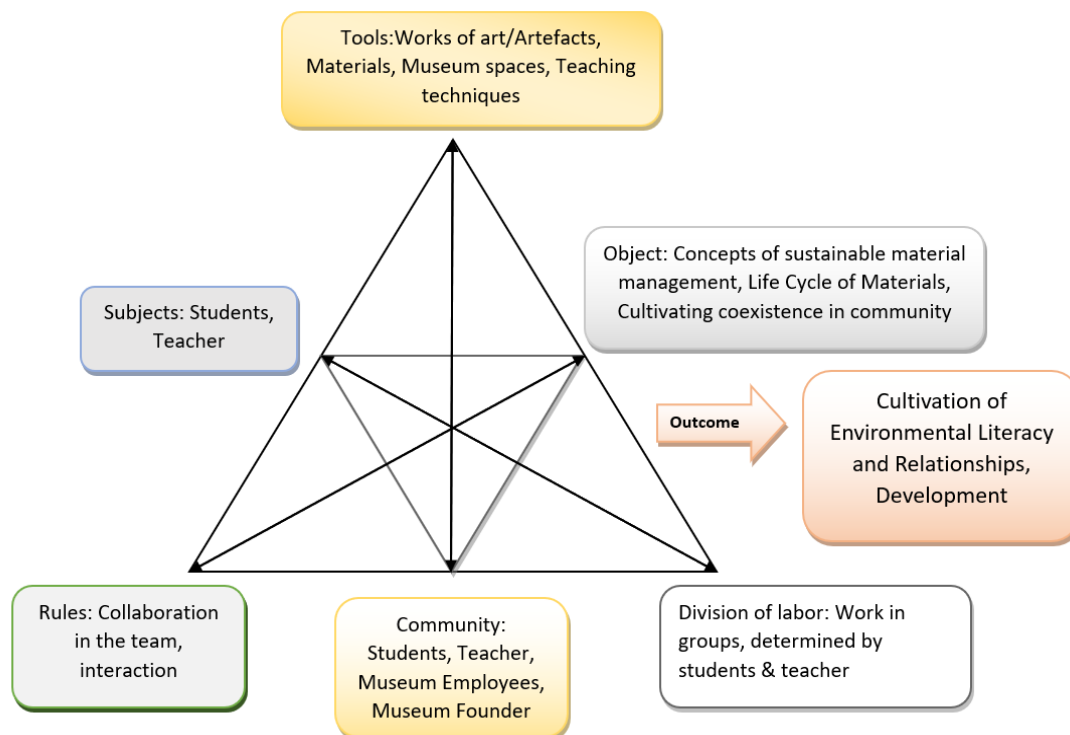 Tools:Works of art/Artefacts,
Materials, Museum spaces, Teaching
techniques
Subjects: Students,
Teacher
Object: Concepts of sustainable material
management, Life Cycle of Materials,
Cultivating coexistence in community
Outcome
Cultivation of
Environmental Literacy
and Relationships,
Development
Rules: Collaboration
in the team,
interaction
Community:
Students, Teacher,
Museum Employees,
Museum Founder
Division of labor: Work in
groups, determined by
students & teacher